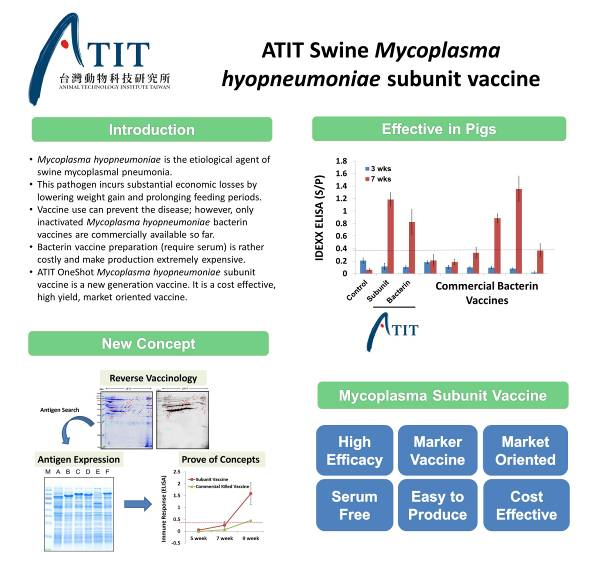 ATIT
台灣動物科技研究所
ANIMAL TECHNOLOGY INSTITUTE TAIWAN
ATIT Swine Mycoplasma
hyopneumoniae subunit vaccine
Introduction
• Mycoplasma hyopneumoniae is the etiological agent of
swine mycoplasmal pneumonia.
• This pathogen incurs substantial economic losses by
lowering weight gain and prolonging feeding periods.
• Vaccine use can prevent the disease; however, only
inactivated Mycoplasma hyopneumoniae bacterin
vaccines are commercially available so far.
• Bacterin vaccine preparation (require serum) is rather
costly and make production extremely expensive.
• ATIT OneShot Mycoplasma hyopneumoniae subunit
vaccine is a new generation vaccine. It is a cost effective,
high yield, market oriented vaccine.
Effective in Pigs
IDEXX ELISA (S/P)
1.8
1.6
1.4
1.2
1
0.8
0.6
0.4
0.2
0
3 wks
7 wks
Control
Subunit
Bacterin
Commercial Bacterin
Vaccines
ATIT
New Concept
Reverse Vaccinology
Antigen Search
Antigen Expression
M A B C D E F
Prove of Concepts
Immune Response (ELISA)
2.5
2
1.5
1
0.5
0
-0.5
Subunit Vaccine
Commercial Killed Vaccine
5 week 7 week 9 week
Mycoplasma Subunit Vaccine
High
Efficacy
Marker
Vaccine
Market
Oriented
Serum
Free
Easy to
Produce
Cost
Effective